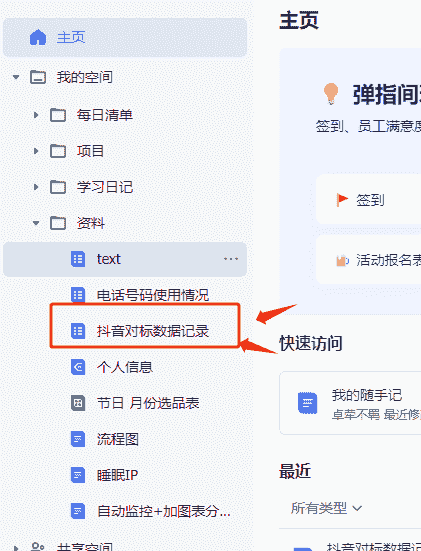 主页
我的空间
每日清单
项目
学习日记
资料
text
电话号码使用情况
抖音对标数据记录
个人信息
节日 月份选品表
流程图
睡眠IP
自动监控+加图表分...
共享空间
主页
弹指间
签到、员工满意度
签到
活动报名表
快速访问
我的随手记
卓荦不羁 最近修
最近
所有类型
抖音对标数据记